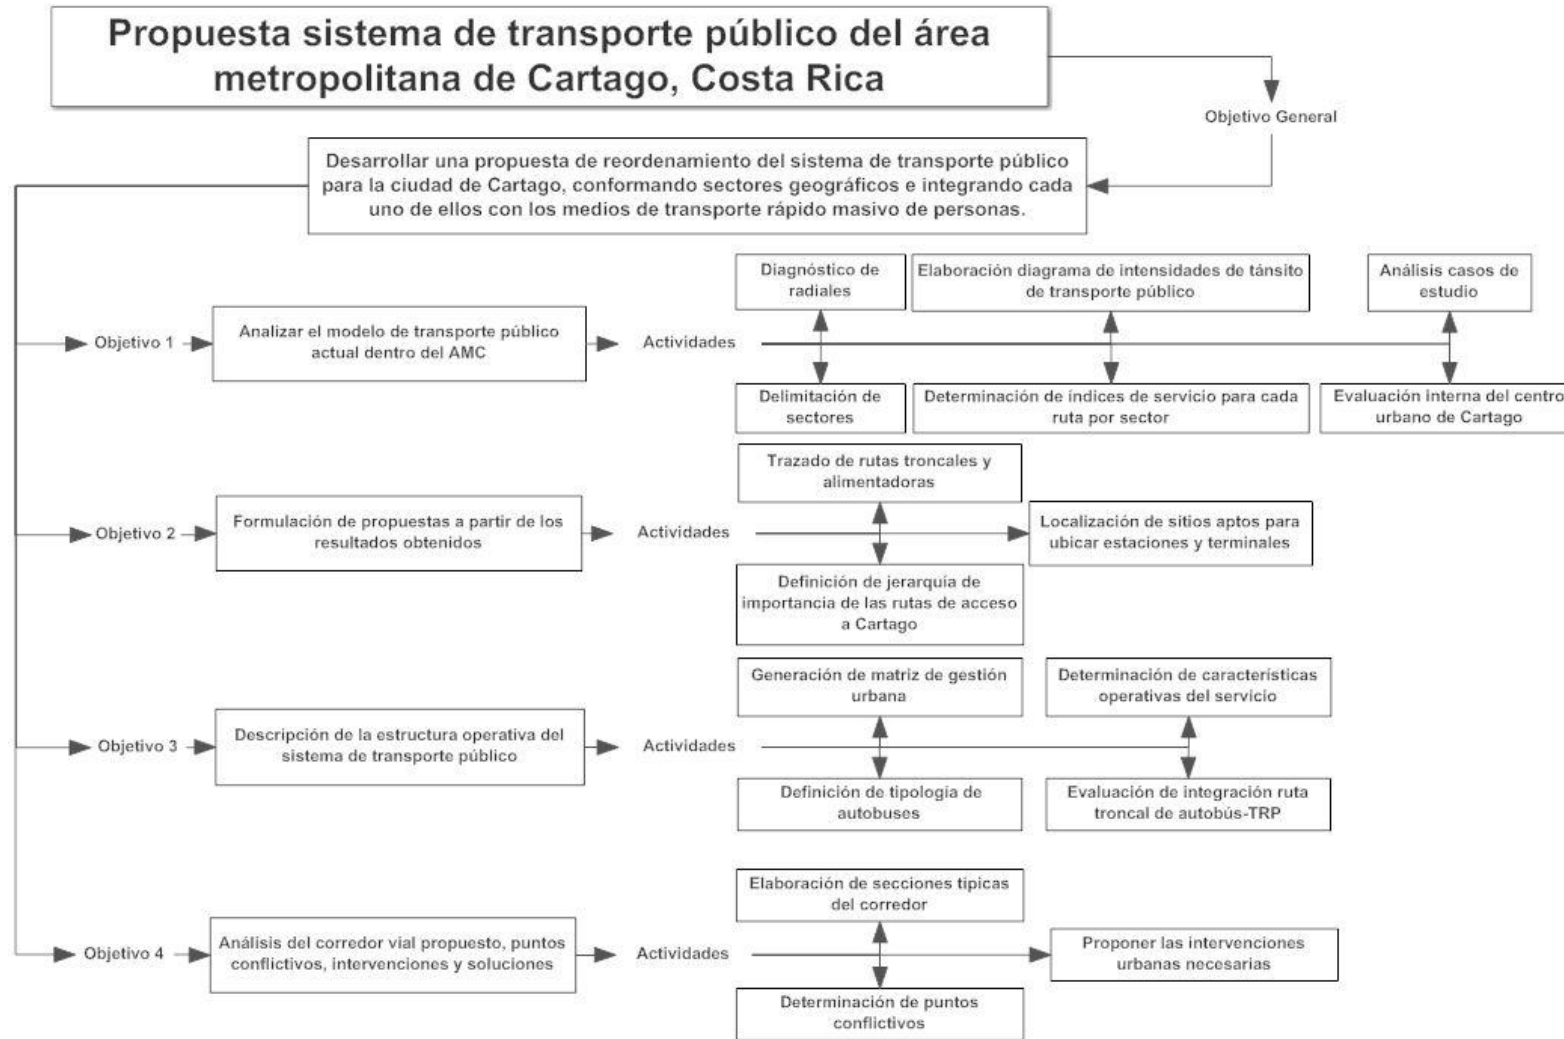 Propuesta sistema de transporte público del área
metropolitana de Cartago, Costa Rica
Objetivo General
Desarrollar una propuesta de reordenamiento del sistema de transporte público
para la ciudad de Cartago, conformando sectores geográficos e integrando cada
uno de ellos con los medios de transporte rápido masivo de personas.
Objetivo 1
Analizar el modelo de transporte público
actual dentro del AMC
Actividades
Diagnóstico de
radiales
Elaboración diagrama de intensidades de tánsito
de transporte público
Análisis casos de
estudio
Delimitación de
sectores
Determinación de índices de servicio para cada
ruta por sector
Evaluación interna del centro
urbano de Cartago
Objetivo 2
Formulación de propuestas a partir de los
resultados obtenidos
Actividades
Trazado de rutas troncales y
alimentadoras
Localización de sitios aptos para
ubicar estaciones y terminales
Definición de jerarquía de
importancia de las rutas de acceso
a Cartago
Objetivo 3
Descripción de la estructura operativa del
sistema de transporte público
Actividades
Generación de matriz de gestión
urbana
Determinación de características
operativas del servicio
Definición de tipología de
autobuses
Evaluación de integración ruta
troncal de autobús-TRP
Objetivo 4
Análisis del corredor vial propuesto, puntos
conflictivos, intervenciones y soluciones
Actividades
Elaboración de secciones típicas
del corredor
Proponer las intervenciones
urbanas necesarias
Determinación de puntos
conflictivos